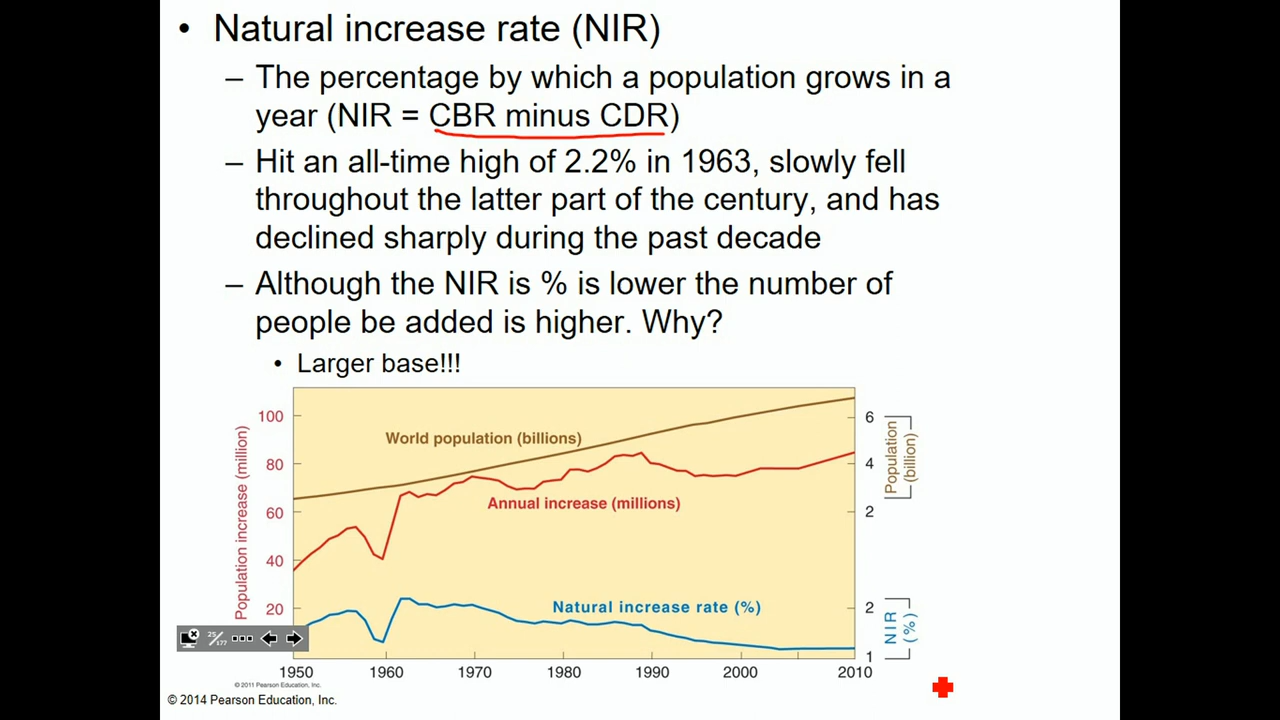 • Natural increase rate (NIR)
– The percentage by which a population grows in a
year (NIR = CBR minus CDR)
– Hit an all-time high of 2.2% in 1963, slowly fell
throughout the latter part of the century, and has
declined sharply during the past decade
– Although the NIR is % is lower the number of
people be added is higher. Why?
• Larger base!!!
Population increase (million)
100
80
60
40
20
World population (billions)
Annual increase (millions)
Natural increase rate (%)
6
4
2
Population
(billion)
2
1
NIR
(%)
25/177
1950 1960 1970 1980 1990 2000 2010
© 2011 Pearson Education, Inc.
© 2014 Pearson Education, Inc.